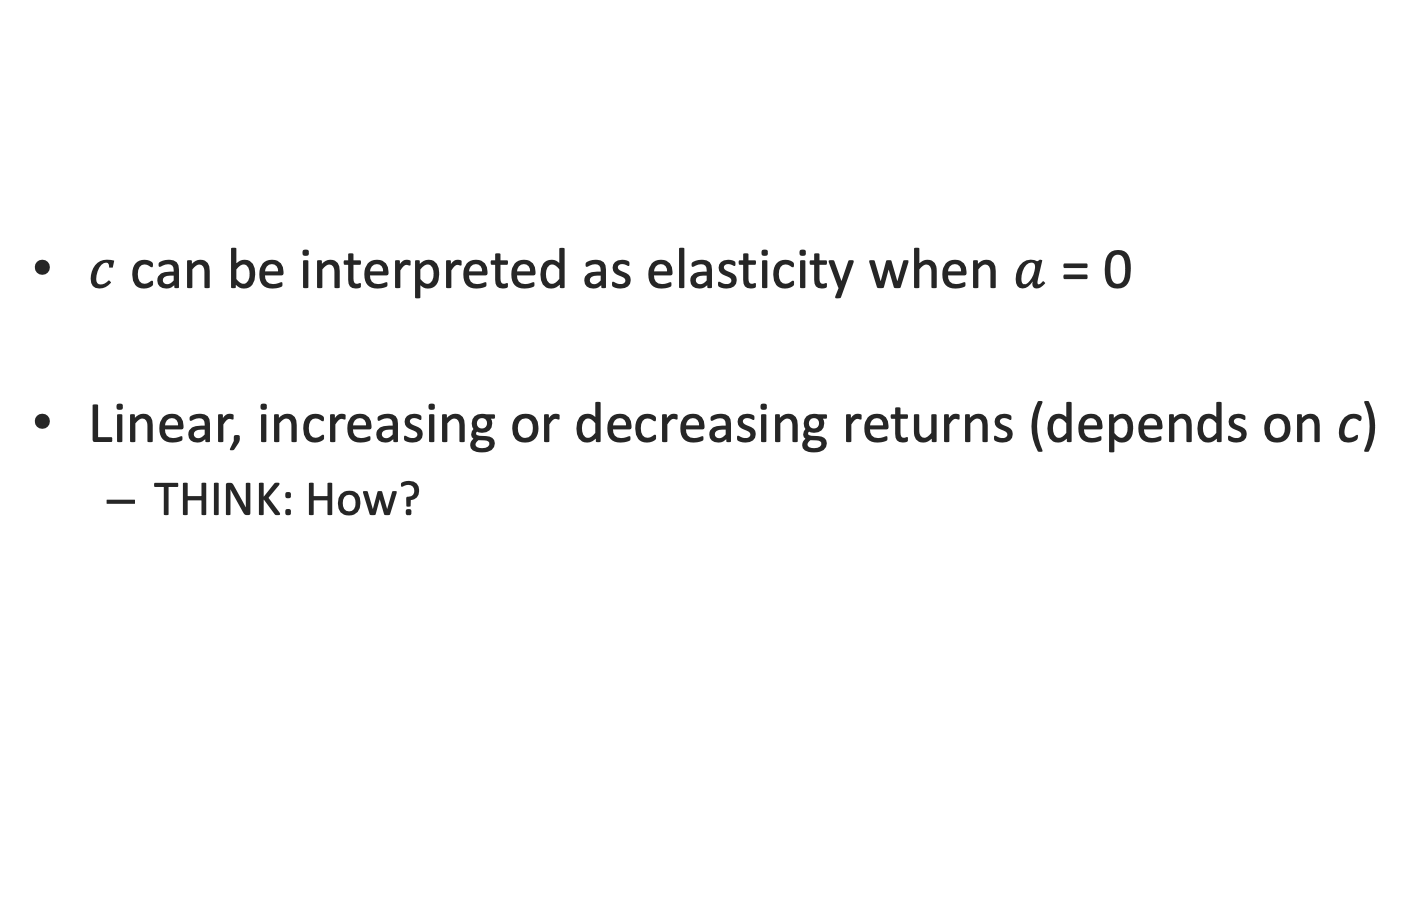 • c can be interpreted as elasticity when a = 0
• Linear, increasing or decreasing returns (depends on c)
– THINK: How?